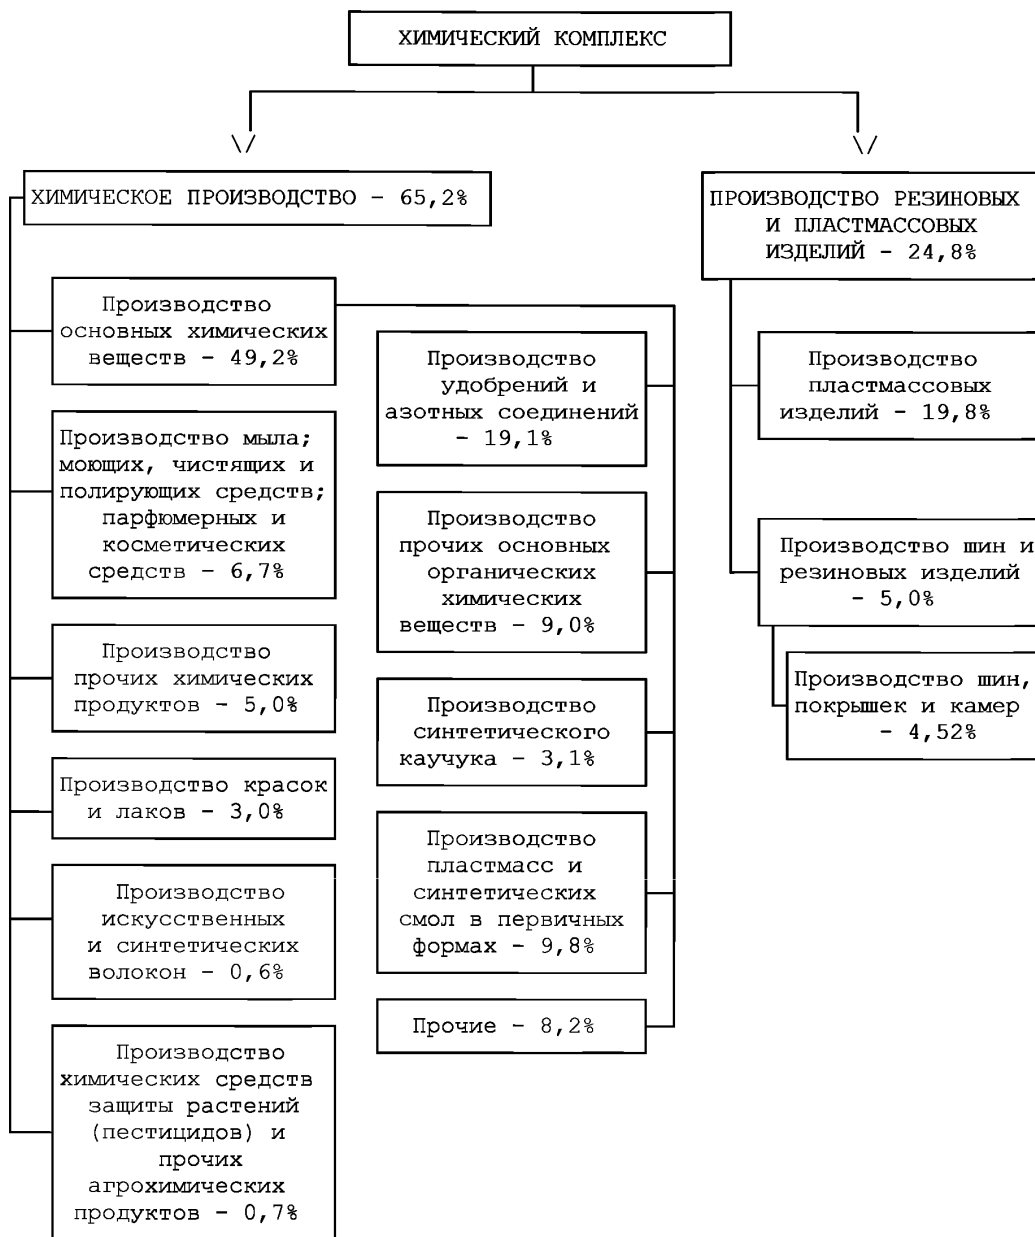 ХИМИЧЕСКИЙ КОМПЛЕКС
ХИМИЧЕСКОЕ ПРОИЗВОДСТВО - 65,2%
Производство
основных химических
веществ - 49,2%
Производство мыла;
моющих, чистящих и
полирующих средств;
парфюмерных и
косметических
средств - 6,7%
Производство
прочих химических
продуктов - 5,0%
Производство красок
и лаков - 3,0%
Производство
искусственных
и синтетических
волокон - 0,6%
Производство
химических средств
защиты растений
(пестицидов) и
прочих
агрохимических
продуктов - 0,7%
Производство
удобрений и
азотных соединений
- 19,1%
Производство
прочих основных
органических
химических
веществ - 9,0%
Производство
синтетического
каучука - 3,1%
Производство
пластмасс и
синтетических
смол в первичных
формах - 9,8%
Прочие - 8,2%
ПРОИЗВОДСТВО РЕЗИНОВЫХ
И ПЛАСТМАССОВЫХ
ИЗДЕЛИЙ - 24,8%
Производство
пластмассовых
изделий - 19,8%
Производство шин и
резиновых изделий
- 5,0%
Производство шин,
покрышек и камер
- 4,52%